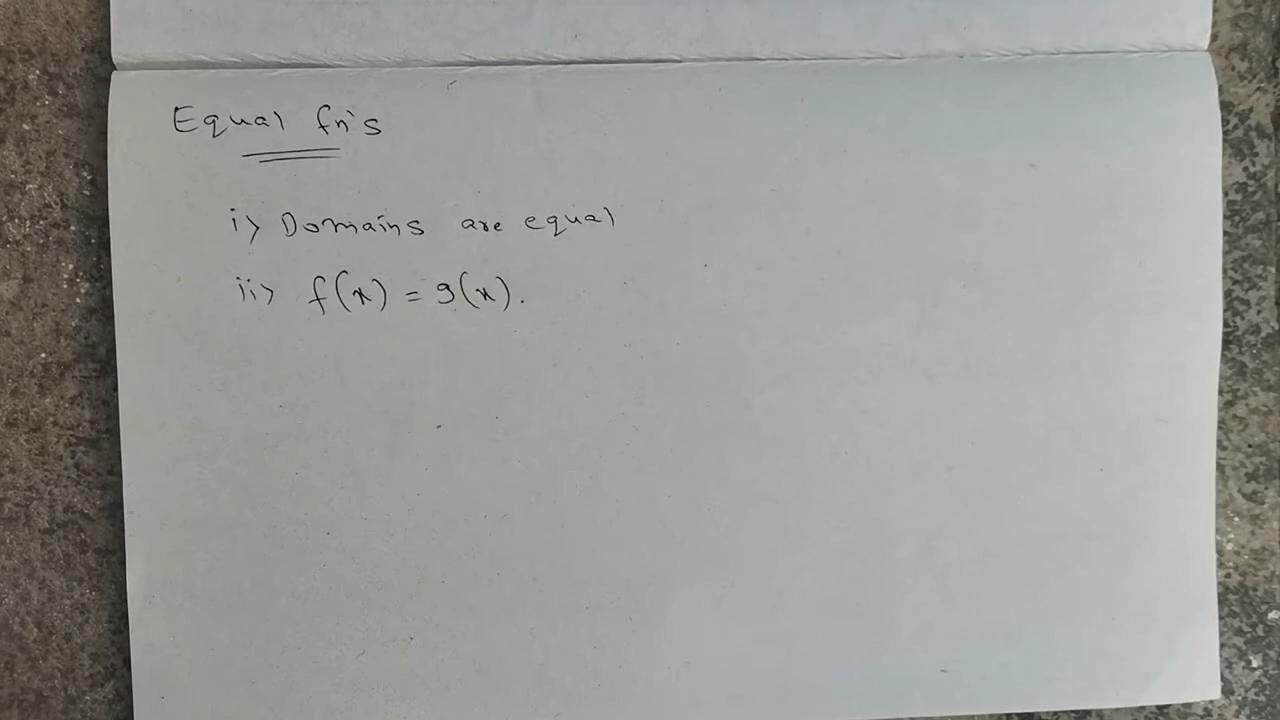 Equal fn's
i> Domains are equal
ii> f(x) = g(x).